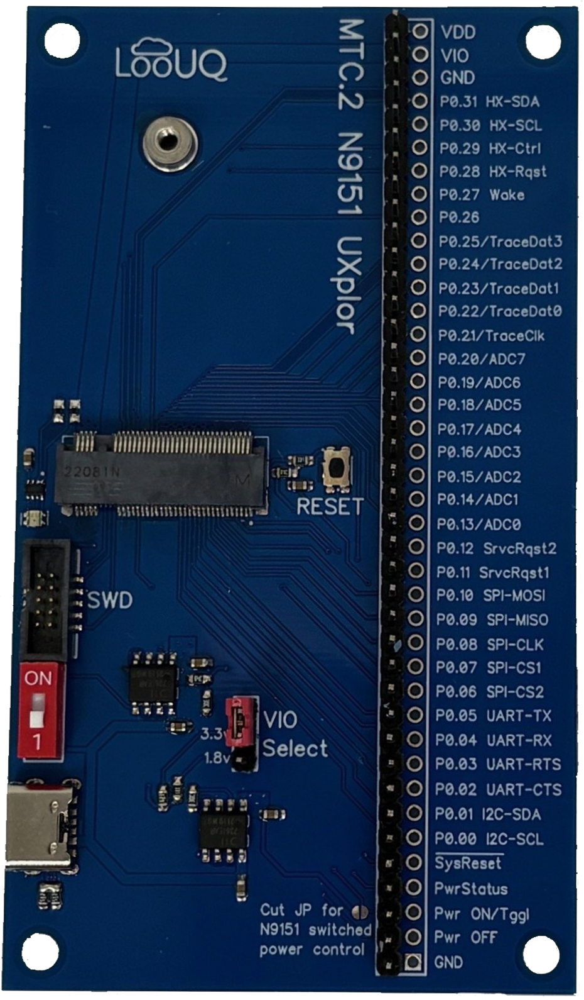 LOOUQ
MTC.2 N9151 UXplor
VDD
VIO
GND
P0.31 HX-SDA
P0.30 HX-SCL
P0.29 HX-Ctrl
P0.28 HX-Rqst
P0.27 Wake
P0.26
P0.25/TraceDat3
P0.24/TraceDat2
P0.23/TraceDat1
P0.22/TraceDat0
P0.21/TraceClk
P0.20/ADC7
P0.19/ADC6
P0.18/ADC5
P0.17/ADC4
P0.16/ADC3
P0.15/ADC2
P0.14/ADC1
P0.13/ADC0
P0.12 SrvcRqst2
P0.11 SrvcRqst1
P0.10 SPI-MOSI
P0.09 SPI-MISO
P0.08 SPI-CLK
P0.07 SPI-CS1
P0.06 SPI-CS2
P0.05 UART-TX
P0.04 UART-RX
P0.03 UART-RTS
P0.02 UART-CTS
P0.01 I2C-SDA
P0.00 I2C-SCL
SysReset
PwrStatus
Pwr ON/Tggl
Pwr OFF
GND
22081N
M
RESET
SWD
ON
1
VIO
Select
3.3v
1.8v
Cut JP for
N9151 switched
power control